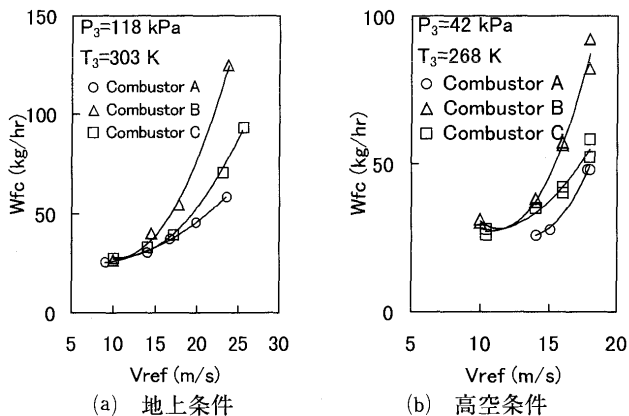 150
100
50
0
Wfc (kg/hr)
P3=118 kPa
T3=303 K
Combustor A
Combustor B
Combustor C
5 10 15 20 25 30
Vref (m/s)
(a) 地上条件
100
50
0
Wfc (kg/hr)
P3=42 kPa
T3=268 K
Combustor A
Combustor B
Combustor C
5 10 15 20
Vref (m/s)
(b) 高空条件